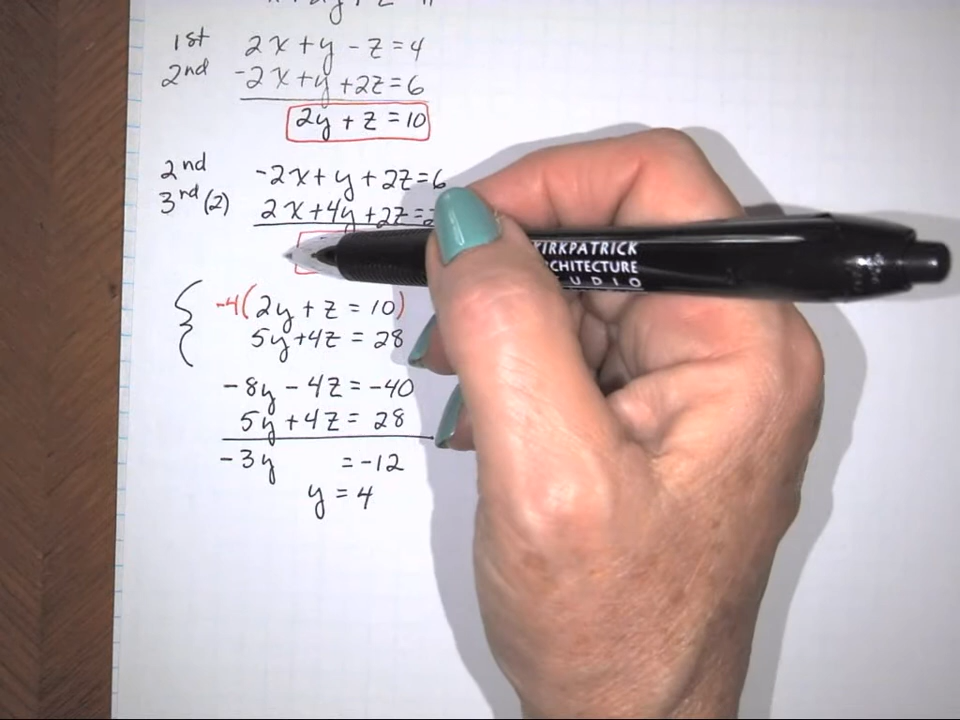 1st 2x + y - z = 4
2nd -2x + y + 2z = 6
2y + z = 10
2nd -2x + y + 2z = 6
3rd (2) 2x + 4y + 2z =
-4(2y + z = 10)
5y + 4z = 28
-8y - 4z = -40
5y + 4z = 28
-3y = -12
y = 4
KIRKPATRICK
ARCHITECTURE
STUDIO